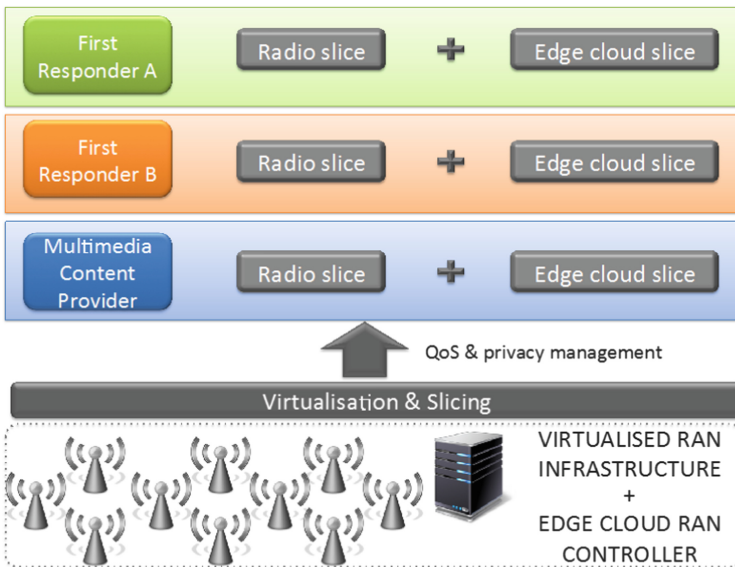 First
Responder A
Radio slice
+
Edge cloud slice
First
Responder B
Radio slice
+
Edge cloud slice
Multimedia
Content
Provider
Radio slice
+
Edge cloud slice
QoS & privacy management
Virtualisation & Slicing
VIRTUALISED RAN
INFRASTRUCTURE
+
EDGE CLOUD RAN
CONTROLLER